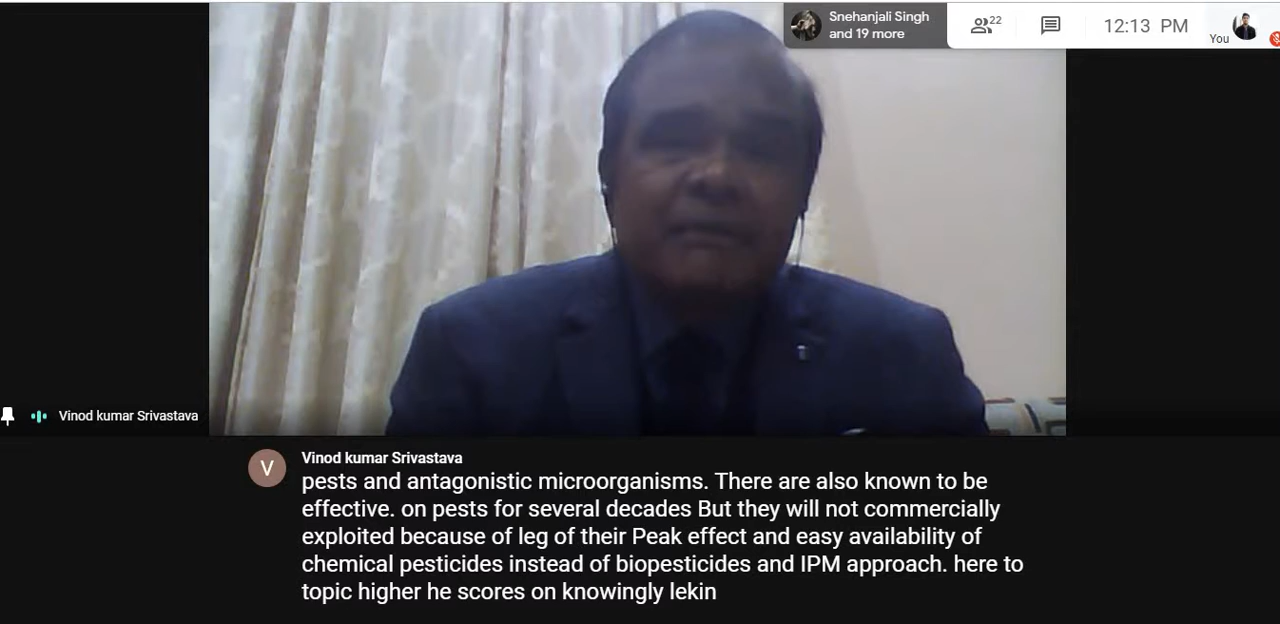 Snehanjali Singh
and 19 more
22
12:13 PM
You
Vinod kumar Srivastava
V
Vinod kumar Srivastava
pests and antagonistic microorganisms. There are also known to be
effective. on pests for several decades But they will not commercially
exploited because of leg of their Peak effect and easy availability of
chemical pesticides instead of biopesticides and IPM approach. here to
topic higher he scores on knowingly lekin